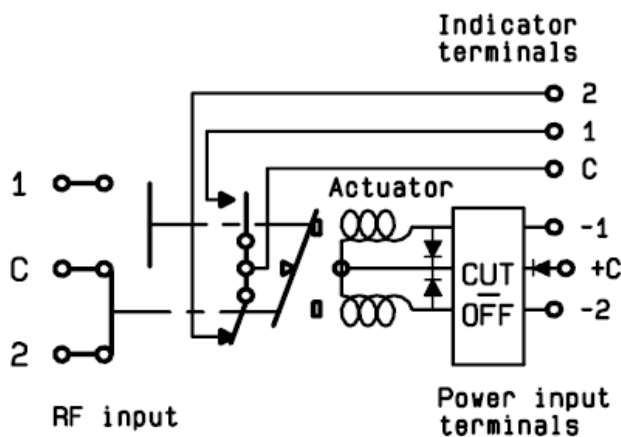 Indicator
terminals
2
1
C
Actuator
1
C
2
-1
+C
-2
CUT
OFF
RF input
Power input
terminals